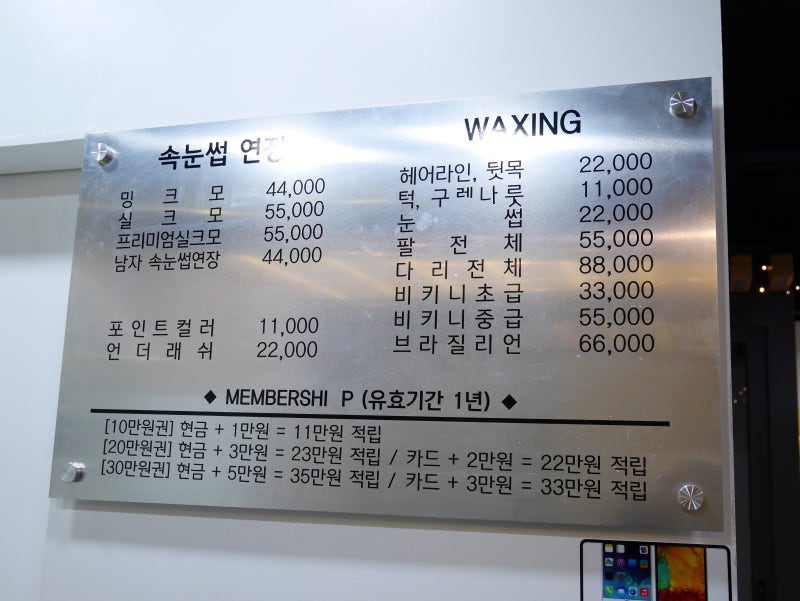 속눈썹 연장
밍크모 44,000
실크모 55,000
프리미엄실크모 55,000
남자 속눈썹연장 44,000
포인트컬러 11,000
언더래쉬 22,000
WAXING
헤어라인, 뒷목 22,000
턱, 구레나룻 11,000
눈썹 22,000
팔전체 55,000
다리전체 88,000
비키니초급 33,000
비키니중급 55,000
브라질리언 66,000
◆ MEMBERSHI P (유효기간 1년) ◆
[10만원권] 현금 + 1만원 = 11만원 적립
[20만원권] 현금 + 3만원 = 23만원 적립 / 카드 + 2만원 = 22만원 적립
[30만원권] 현금 + 5만원 = 35만원 적립 / 카드 + 3만원 = 33만원 적립